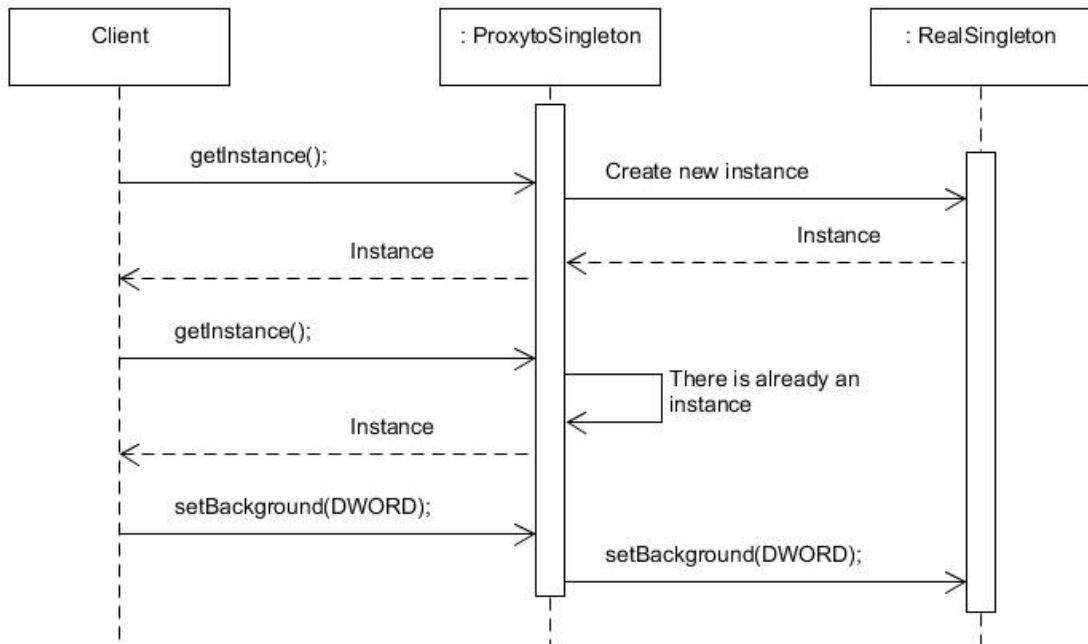 Client
: ProxytoSingleton
: RealSingleton
getInstance();
Create new instance
Instance
Instance
getInstance();
There is already an
instance
Instance
setBackground(DWORD);
setBackground(DWORD);